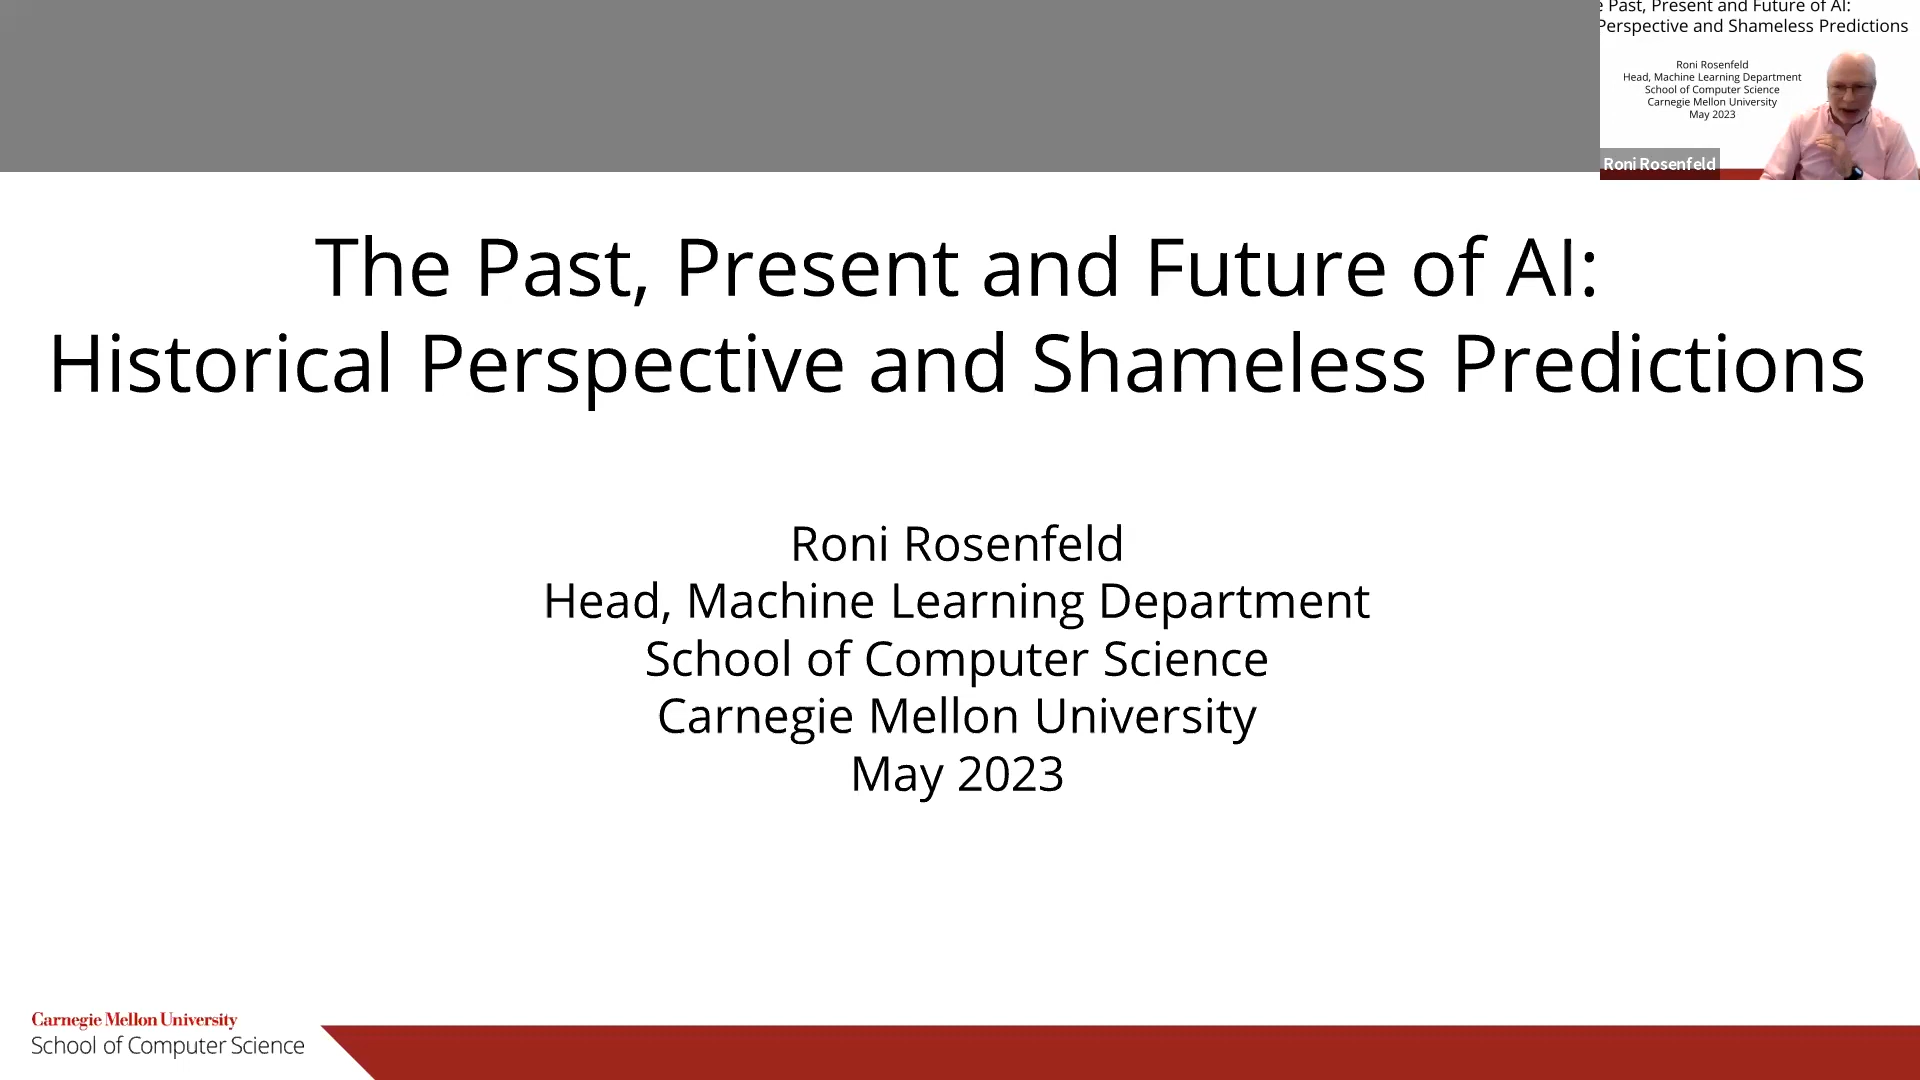 The Past, Present and Future of AI:
Historical Perspective and Shameless Predictions
Roni Rosenfeld
Head, Machine Learning Department
School of Computer Science
Carnegie Mellon University
May 2023
Past, Present and Future of AI:
Perspective and Shameless Predictions
Roni Rosenfeld
Head, Machine Learning Department
School of Computer Science
Carnegie Mellon University
May 2023
Roni Rosenfeld
Carnegie Mellon University
School of Computer Science